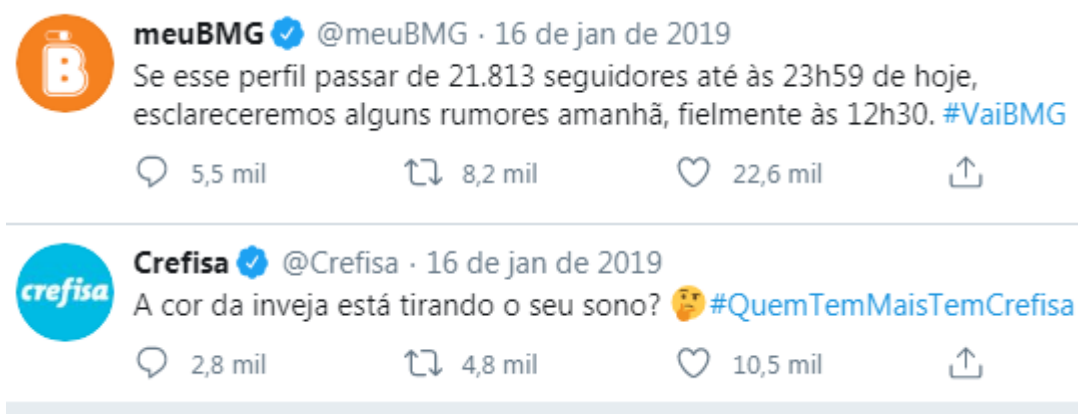 meuBMG @meuBMG · 16 de jan de 2019
Se esse perfil passar de 21.813 seguidores até às 23h59 de hoje,
esclareceremos alguns rumores amanhã, fielmente às 12h30. #VaiBMG
5,5 mil 8,2 mil 22,6 mil
crefisa
Crefisa @Crefisa · 16 de jan de 2019
A cor da inveja está tirando o seu sono? 🤔#QuemTemMaisTemCrefisa
2,8 mil 4,8 mil 10,5 mil